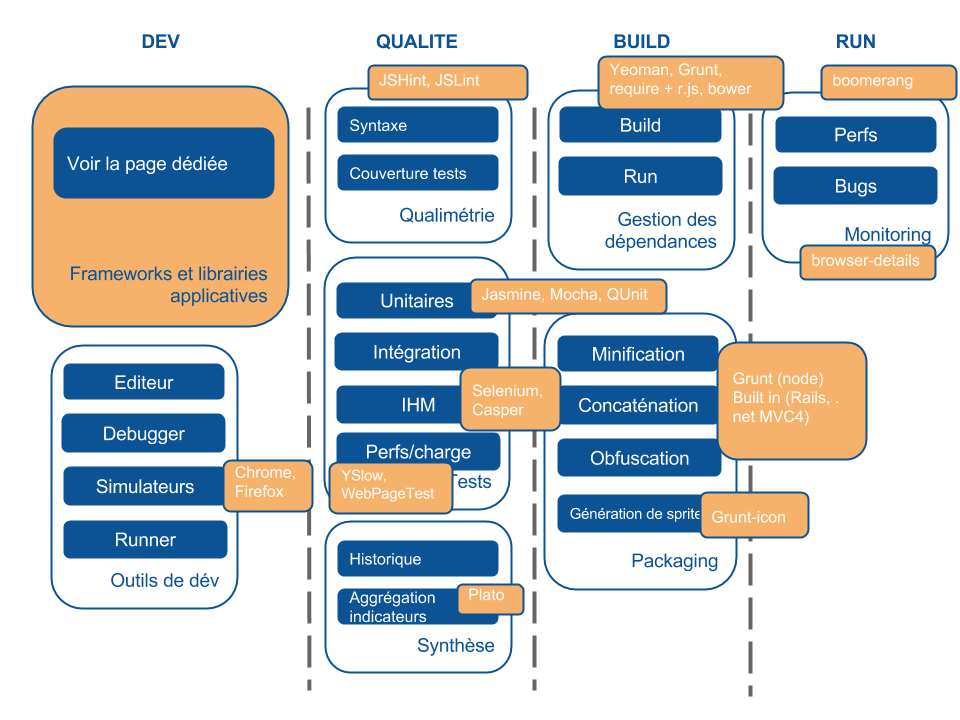 DEV
QUALITE
BUILD
RUN
Voir la page dédiée
Frameworks et librairies
applicatives
Editeur
Debugger
Simulateurs
Chrome,
Firefox
Runner
Outils de dév
JSHint, JSLint
Syntaxe
Couverture tests
Qualimétrie
Unitaires
Jasmine, Mocha, QUnit
Intégration
IHM
Selenium,
Casper
Perfs/charge
YSlow,
WebPageTest
Tests
Historique
Aggrégation
indicateurs
Plato
Synthèse
Yeoman, Grunt,
require + r.js, bower
Build
Run
Gestion des
dépendances
Minification
Concaténation
Obfuscation
Grunt (node)
Built in (Rails, .
net MVC4)
Génération de sprite
Grunt-icon
Packaging
boomerang
Perfs
Bugs
Monitoring
browser-details